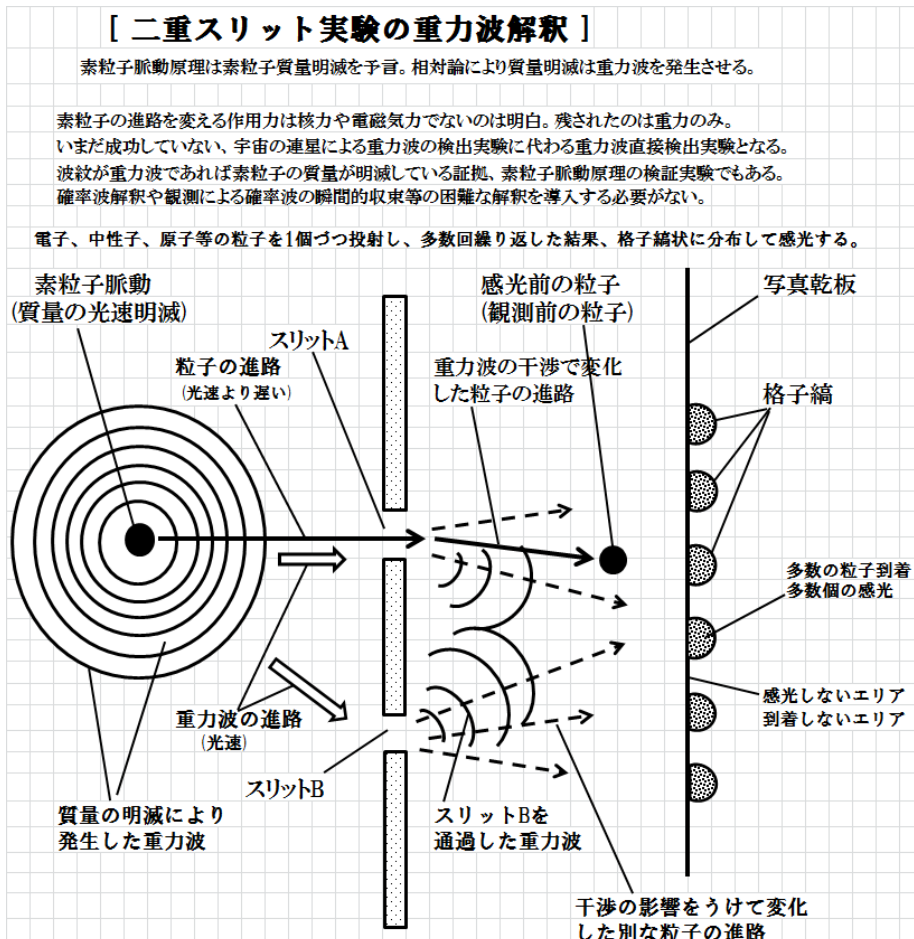 [ 二重スリット実験の重力波解釈 ]
素粒子脈動原理は素粒子質量明滅を予言。相対論により質量明滅は重力波を発生させる。
素粒子の進路を変える作用力は核力や電磁気力でないのは明白。残されたのは重力のみ。
いまだ成功していない、宇宙の連星による重力波の検出実験に代わる重力波直接検出実験となる。
波紋が重力波であれば素粒子の質量が明滅している証拠、素粒子脈動原理の検証実験でもある。
確率波解釈や観測による確率波の瞬間的収束等の困難な解釈を導入する必要がない。
電子、中性子、原子等の粒子を1個づつ投射し、多数回繰り返した結果、格子縞状に分布して感光する。
素粒子脈動
(質量の光速明滅)
スリットA
粒子の進路
(光速より遅い)
感光前の粒子
(観測前の粒子)
重力波の干渉で変化
した粒子の進路
写真乾板
格子縞
多数の粒子到着
多数個の感光
感光しないエリア
到着しないエリア
重力波の進路
(光速)
スリットB
質量の明滅により
発生した重力波
スリットBを
通過した重力波
干渉の影響をうけて変化
した別な粒子の進路